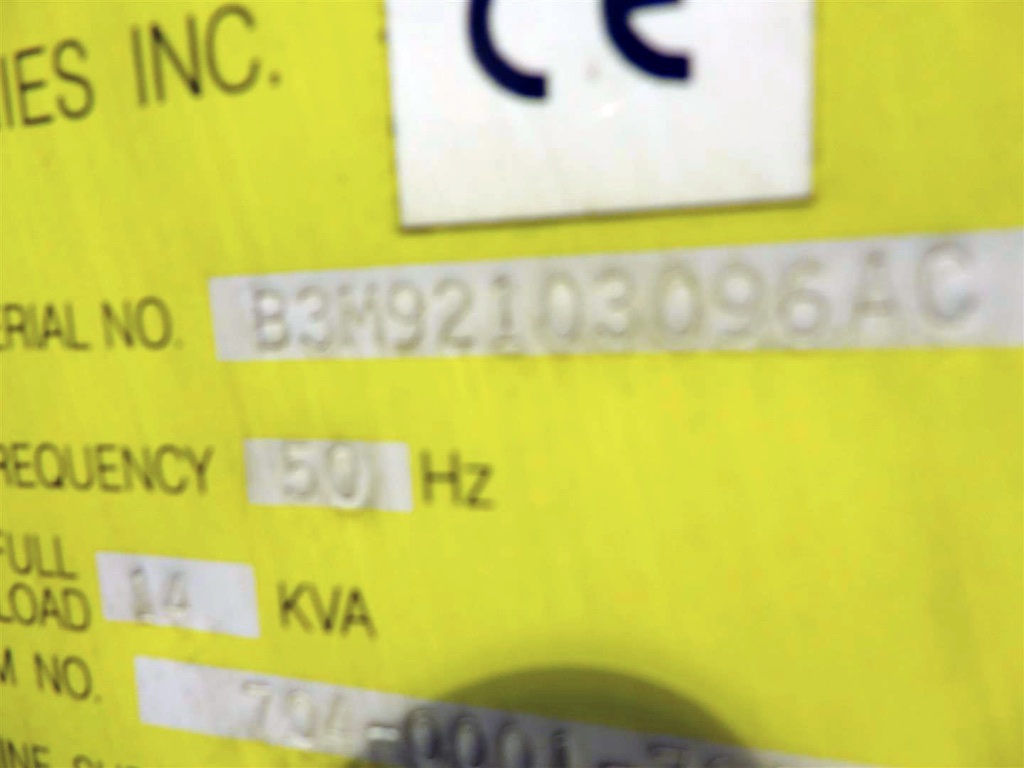 IES INC.
CE
ERIAL NO. B3M92103096AC
REQUENCY 50 Hz
FULL
LOAD 14 KVA
M NO.